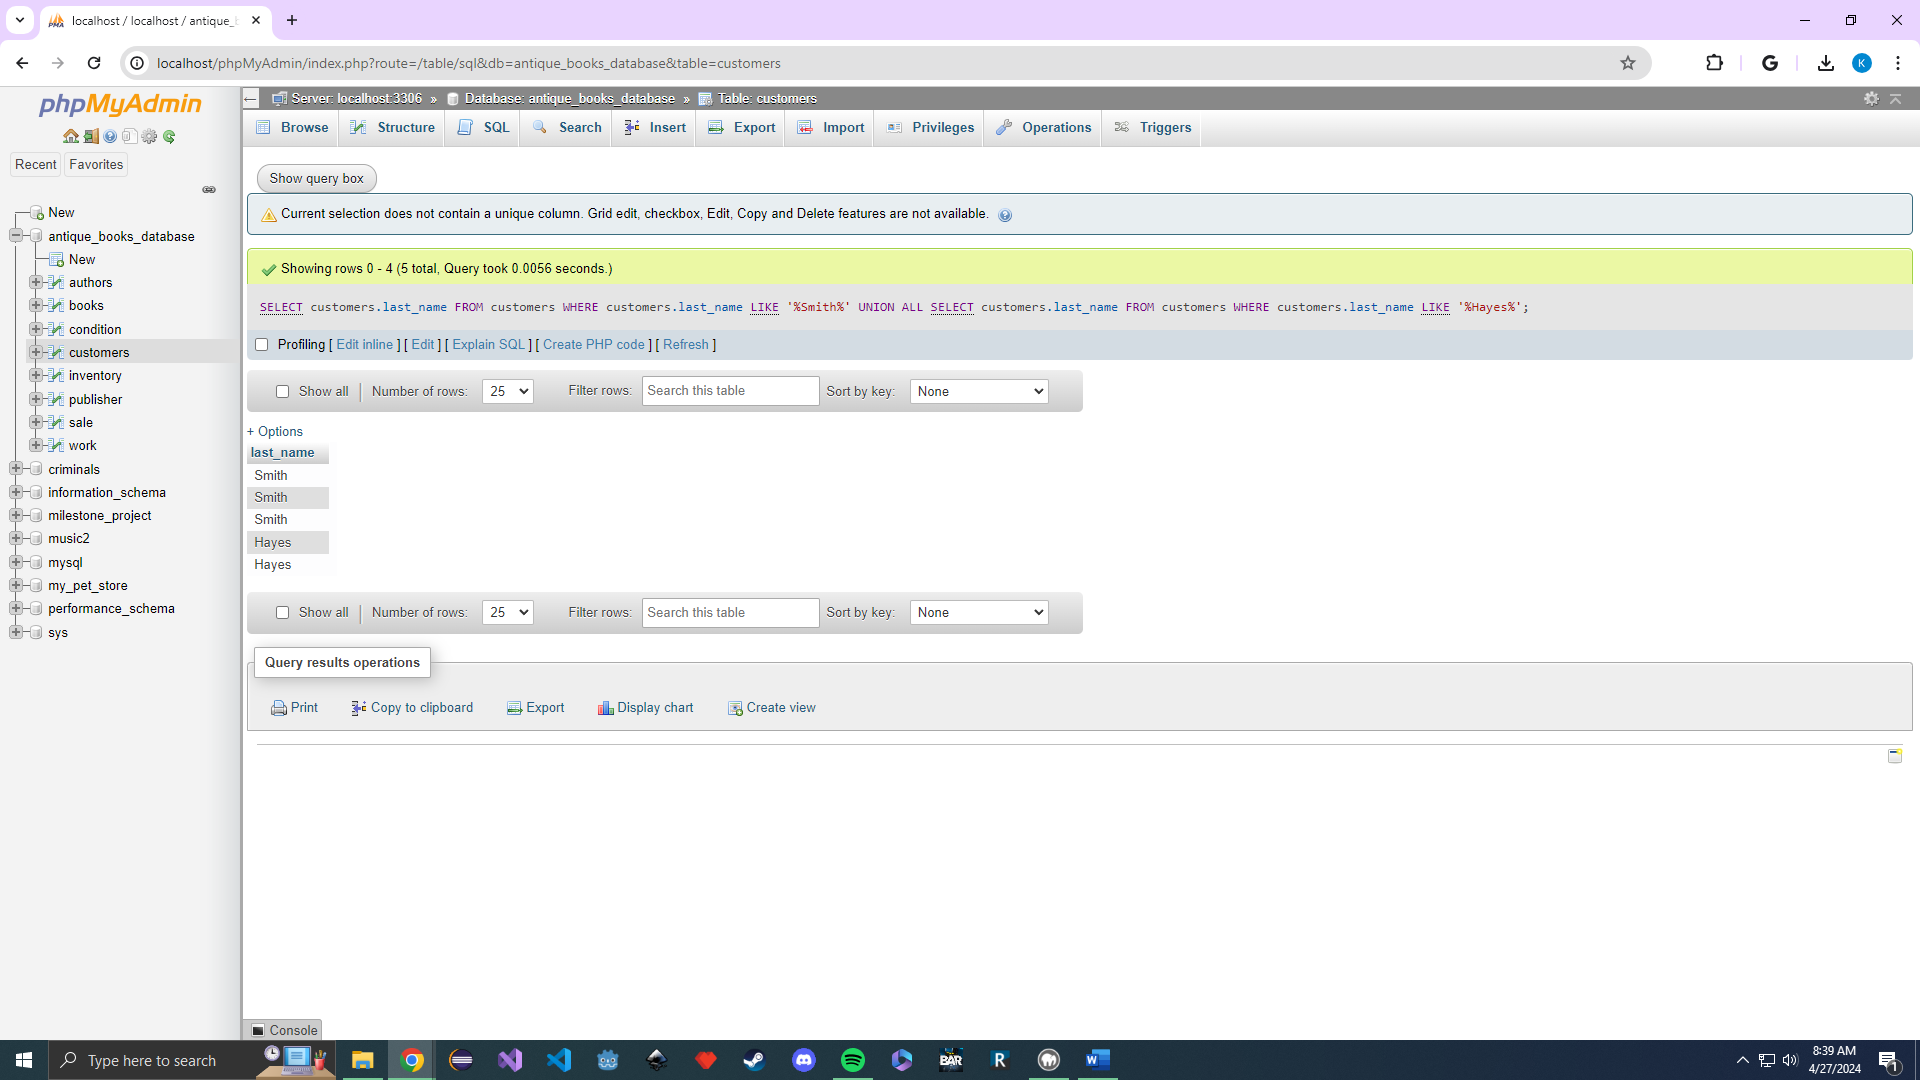 localhost / localhost / antique_b
localhost/phpMyAdmin/index.php?route=/table/sql&db=antique_books_database&table=customers
K
phpMyAdmin
Recent Favorites
New
antique_books_database
New
authors
books
condition
customers
inventory
publisher
sale
work
criminals
information_schema
milestone_project
music2
mysql
my_pet_store
performance_schema
sys
Server: localhost:3306 » Database: antique_books_database » Table: customers
Browse Structure SQL Search Insert Export Import Privileges Operations Triggers
Show query box
Current selection does not contain a unique column. Grid edit, checkbox, Edit, Copy and Delete features are not available.
Showing rows 0 - 4 (5 total, Query took 0.0056 seconds.)
SELECT customers.last_name FROM customers WHERE customers.last_name LIKE '%Smith%' UNION ALL SELECT customers.last_name FROM customers WHERE customers.last_name LIKE '%Hayes%';
Profiling [ Edit inline ] [ Edit ] [ Explain SQL ] [ Create PHP code ] [ Refresh ]
Show all Number of rows: 25 Filter rows: Search this table Sort by key: None
+ Options
last_name
Smith
Smith
Smith
Hayes
Hayes
Show all Number of rows: 25 Filter rows: Search this table Sort by key: None
Query results operations
Print Copy to clipboard Export Display chart Create view
Console
Type here to search
BAR
R
W
8:39 AM
4/27/2024
1